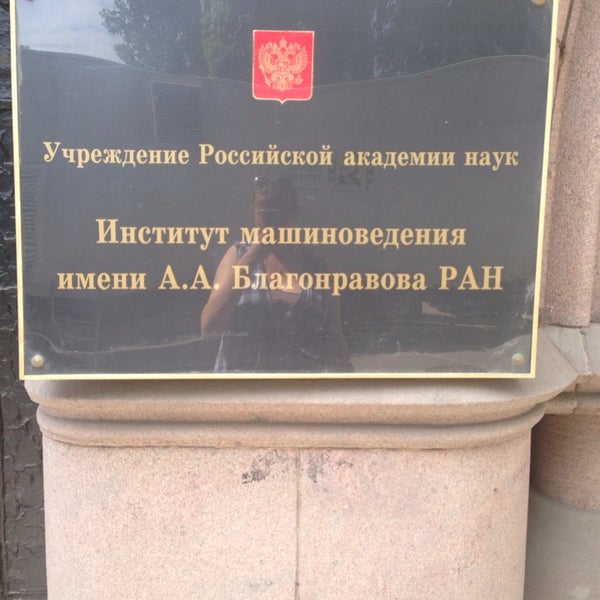 Учреждение Российской академии наук
Институт машиноведения
имени А.А. Благонравова РАН